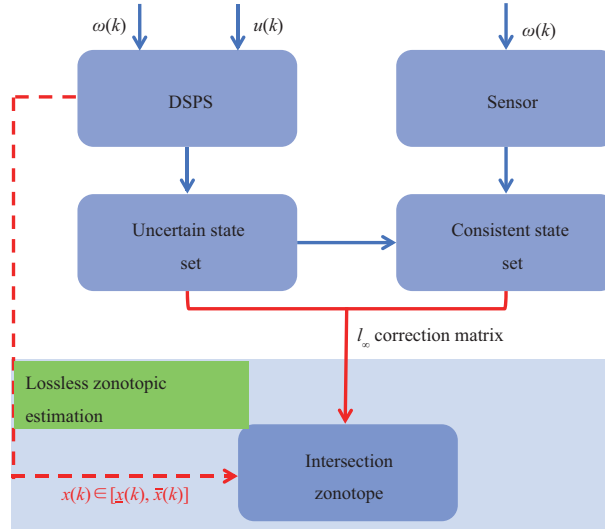 ω(k)
u(k)
ω(k)
DSPS
Sensor
Uncertain state
set
Consistent state
set
l∞ correction matrix
Lossless zonotopic
estimation
Intersection
zonotope
x(k)∈[x̲(k), x̅(k)]